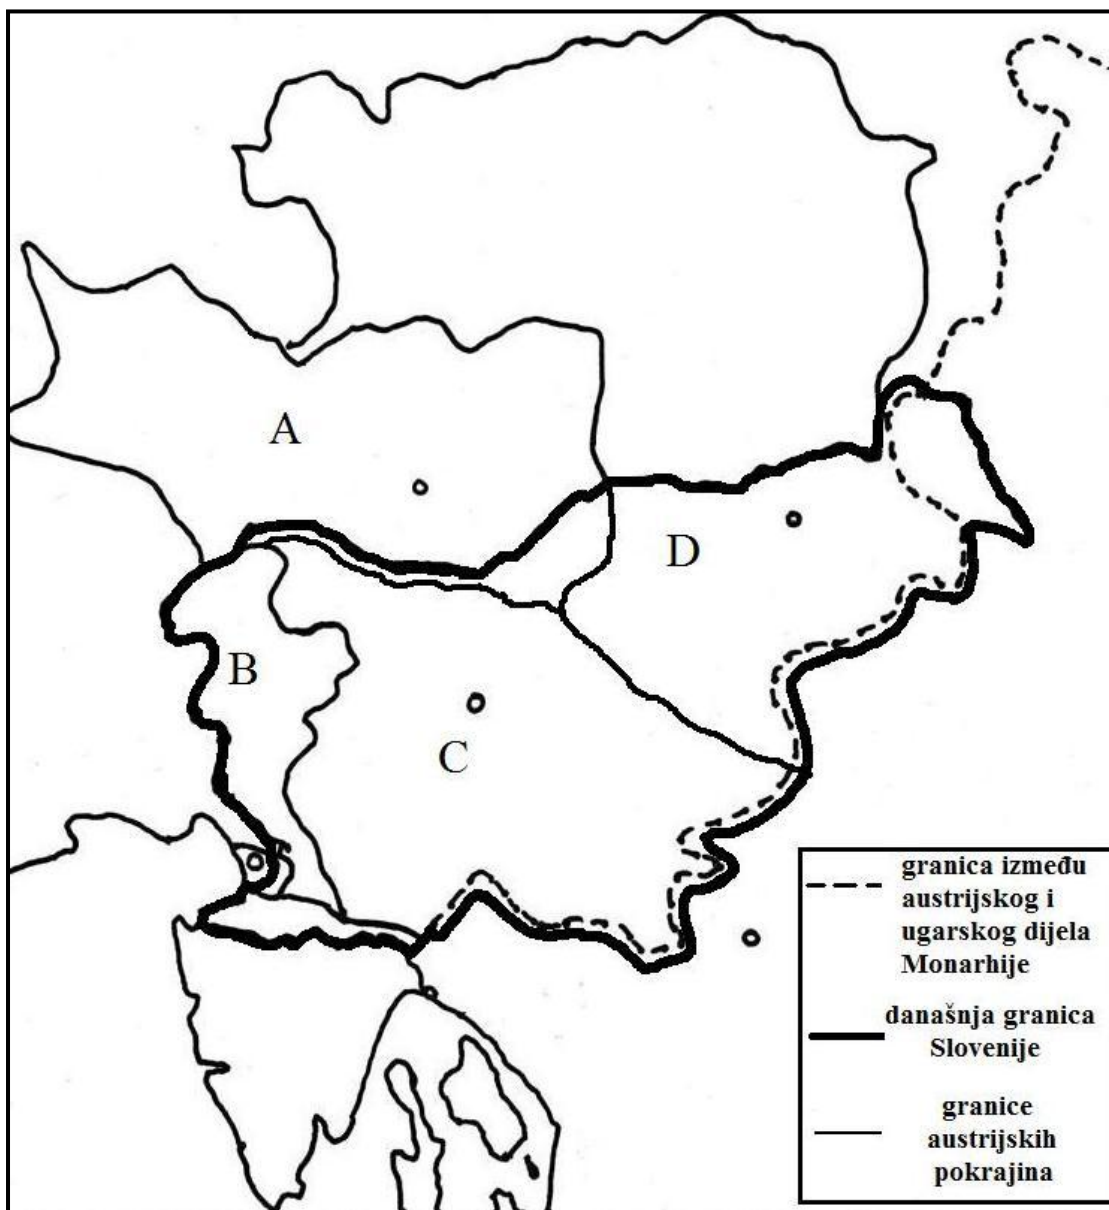 A
D
B
C
granica između
austrijskog i
ugarskog dijela
Monarhije
današnja granica
Slovenije
granice
austrijskih
pokrajina